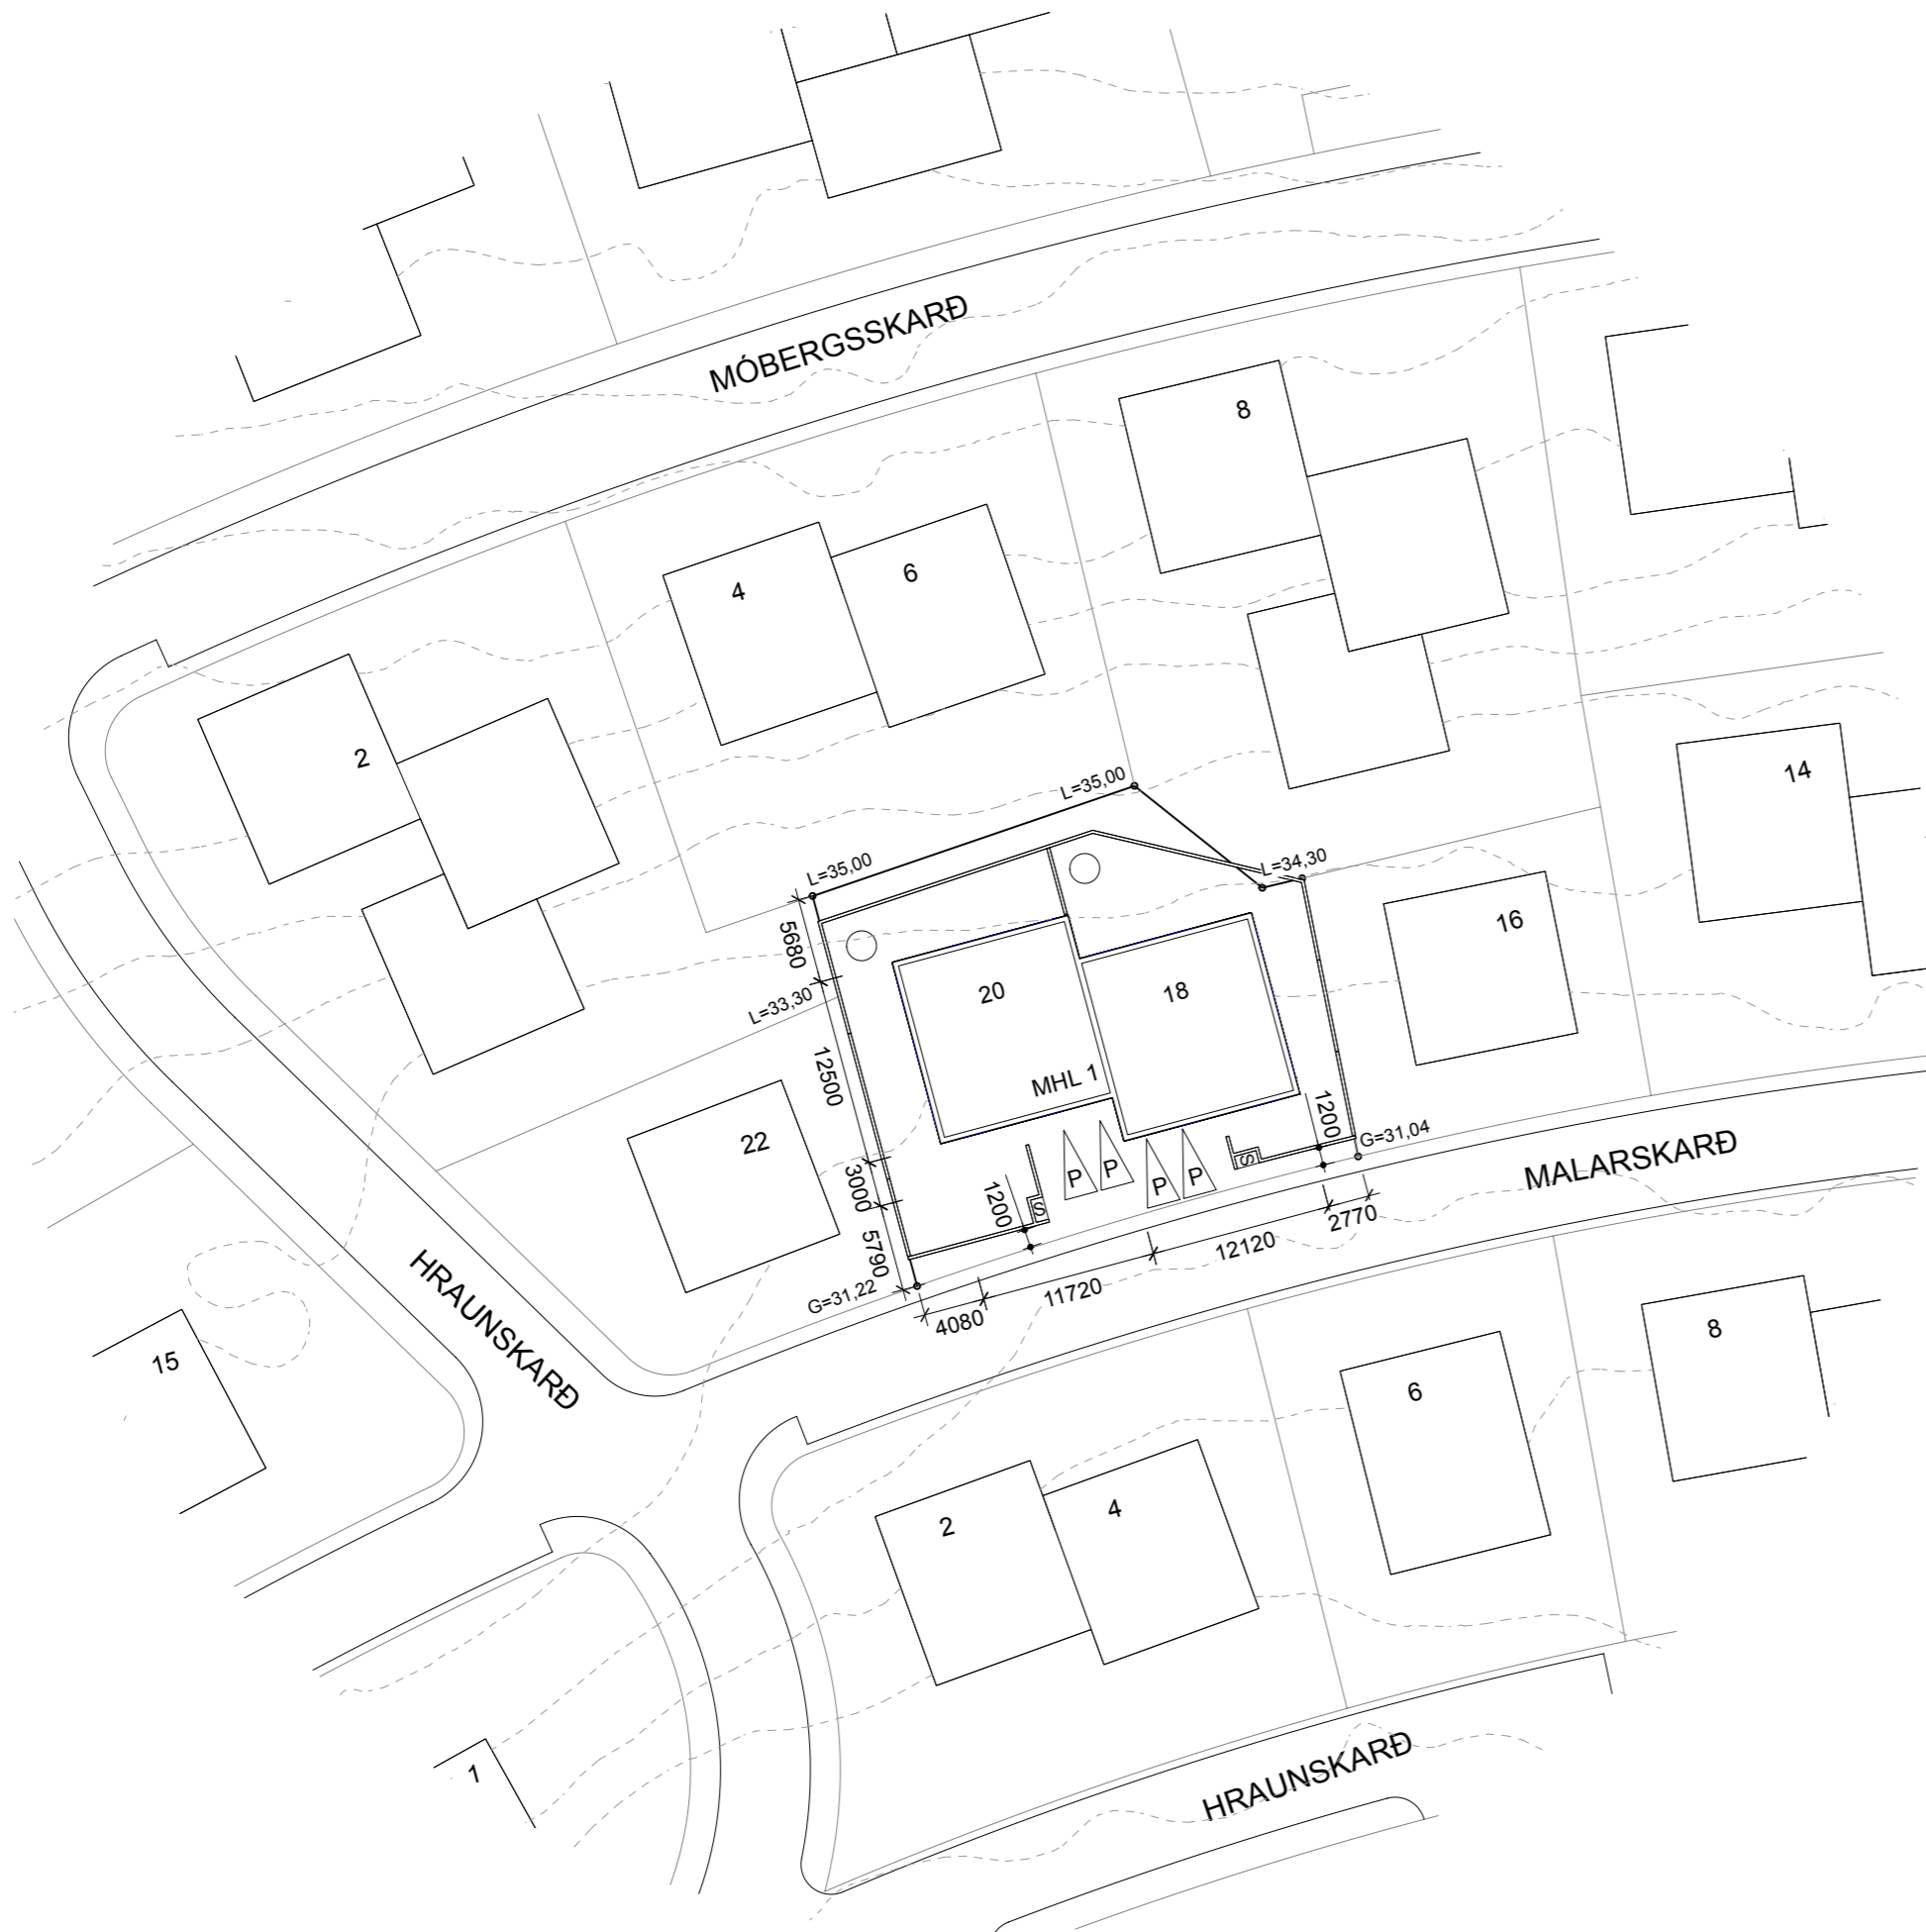 MÓBERGSSKARÐ
8
4
6
2
14
L=35,00
L=35,00
L=34,30
16
5680
20
18
L=33,30
12500
MHL 1
22
1200
G=31,04
MALARSKARÐ
3000
1200
P
P
P
P
S
S
5790
2770
12120
G=31,22
11720
4080
HRAUNSKARÐ
15
8
6
2
4
1
HRAUNSKARÐ